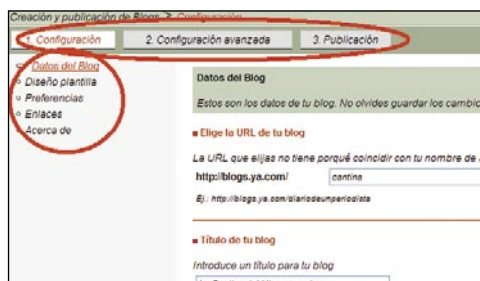 Creación y publicación de Blogs > Configuración
1. Configuración
2. Configuración avanzada
3. Publicación
Datos del Blog
Diseño plantilla
Preferencias
Enlaces
Acerca de
Datos del Blog
Estos son los datos de tu blog. No olvides guardar los cambios
Elige la URL de tu blog
La URL que elijas no tiene porqué coincidir con tu nombre de
http://blogs.ya.com/
cantina
Ej.: http://blogs.ya.com/diariodeunperiodista
Título de tu blog
Introduce un título para tu blog